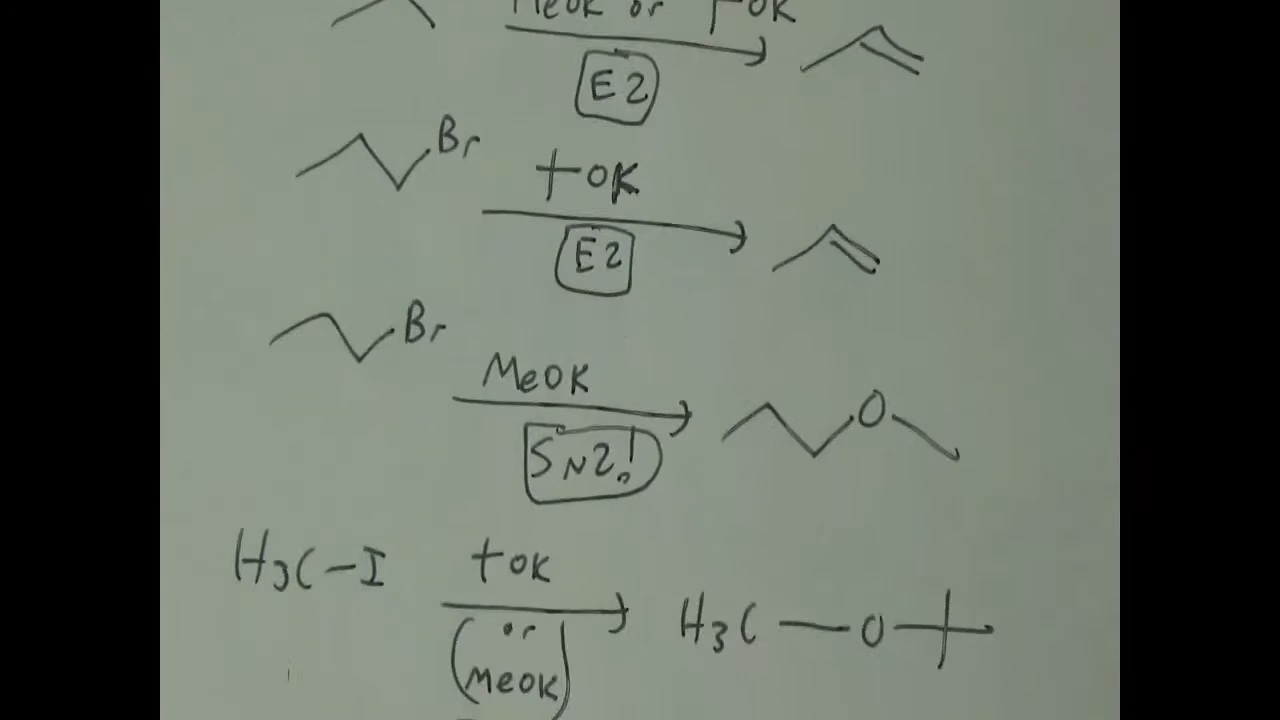 MeOK or +OK
E2
Br
+OK
E2
Br
MeOK
SN2!
O
H3C-I
+OK
or
(MeOK)
H3C-O